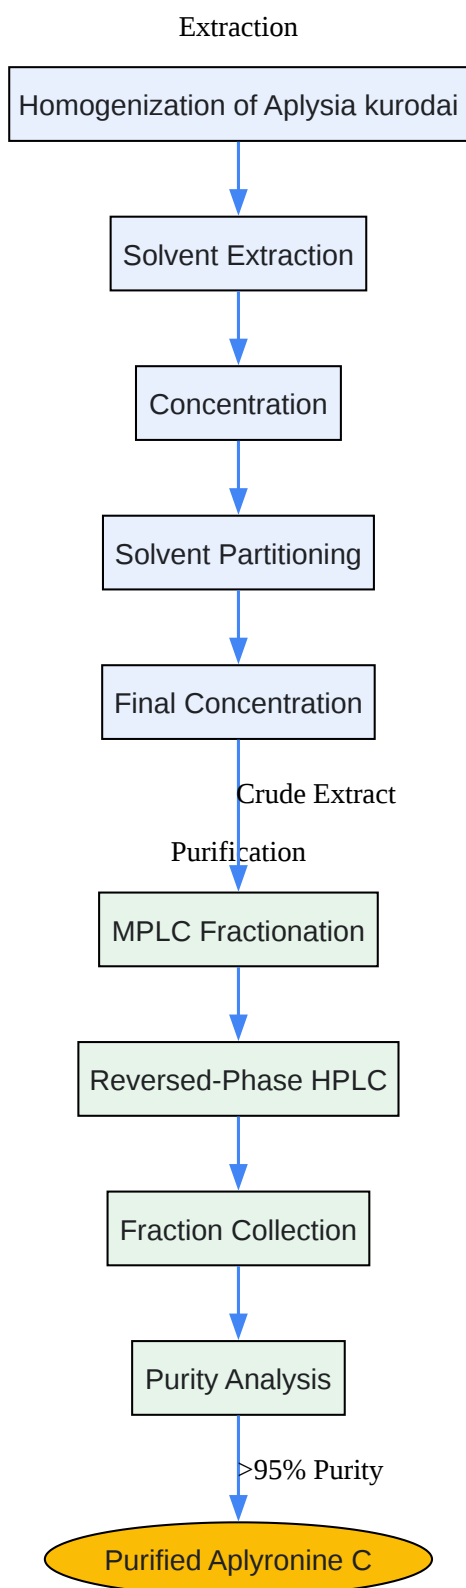 Extraction
Homogenization of Aplysia kurodai
Solvent Extraction
Concentration
Solvent Partitioning
Final Concentration
Crude Extract
Purification
MPLC Fractionation
Reversed-Phase HPLC
Fraction Collection
Purity Analysis
>95% Purity
Purified Aplyronine C